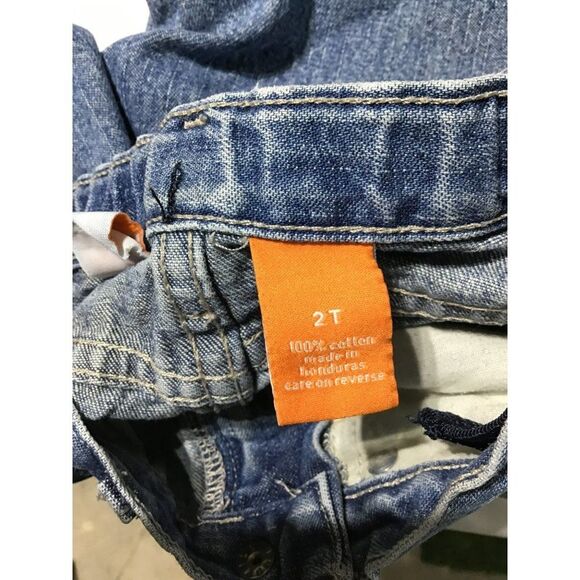 2T
100% cotton
made in
honduras
care on reverse